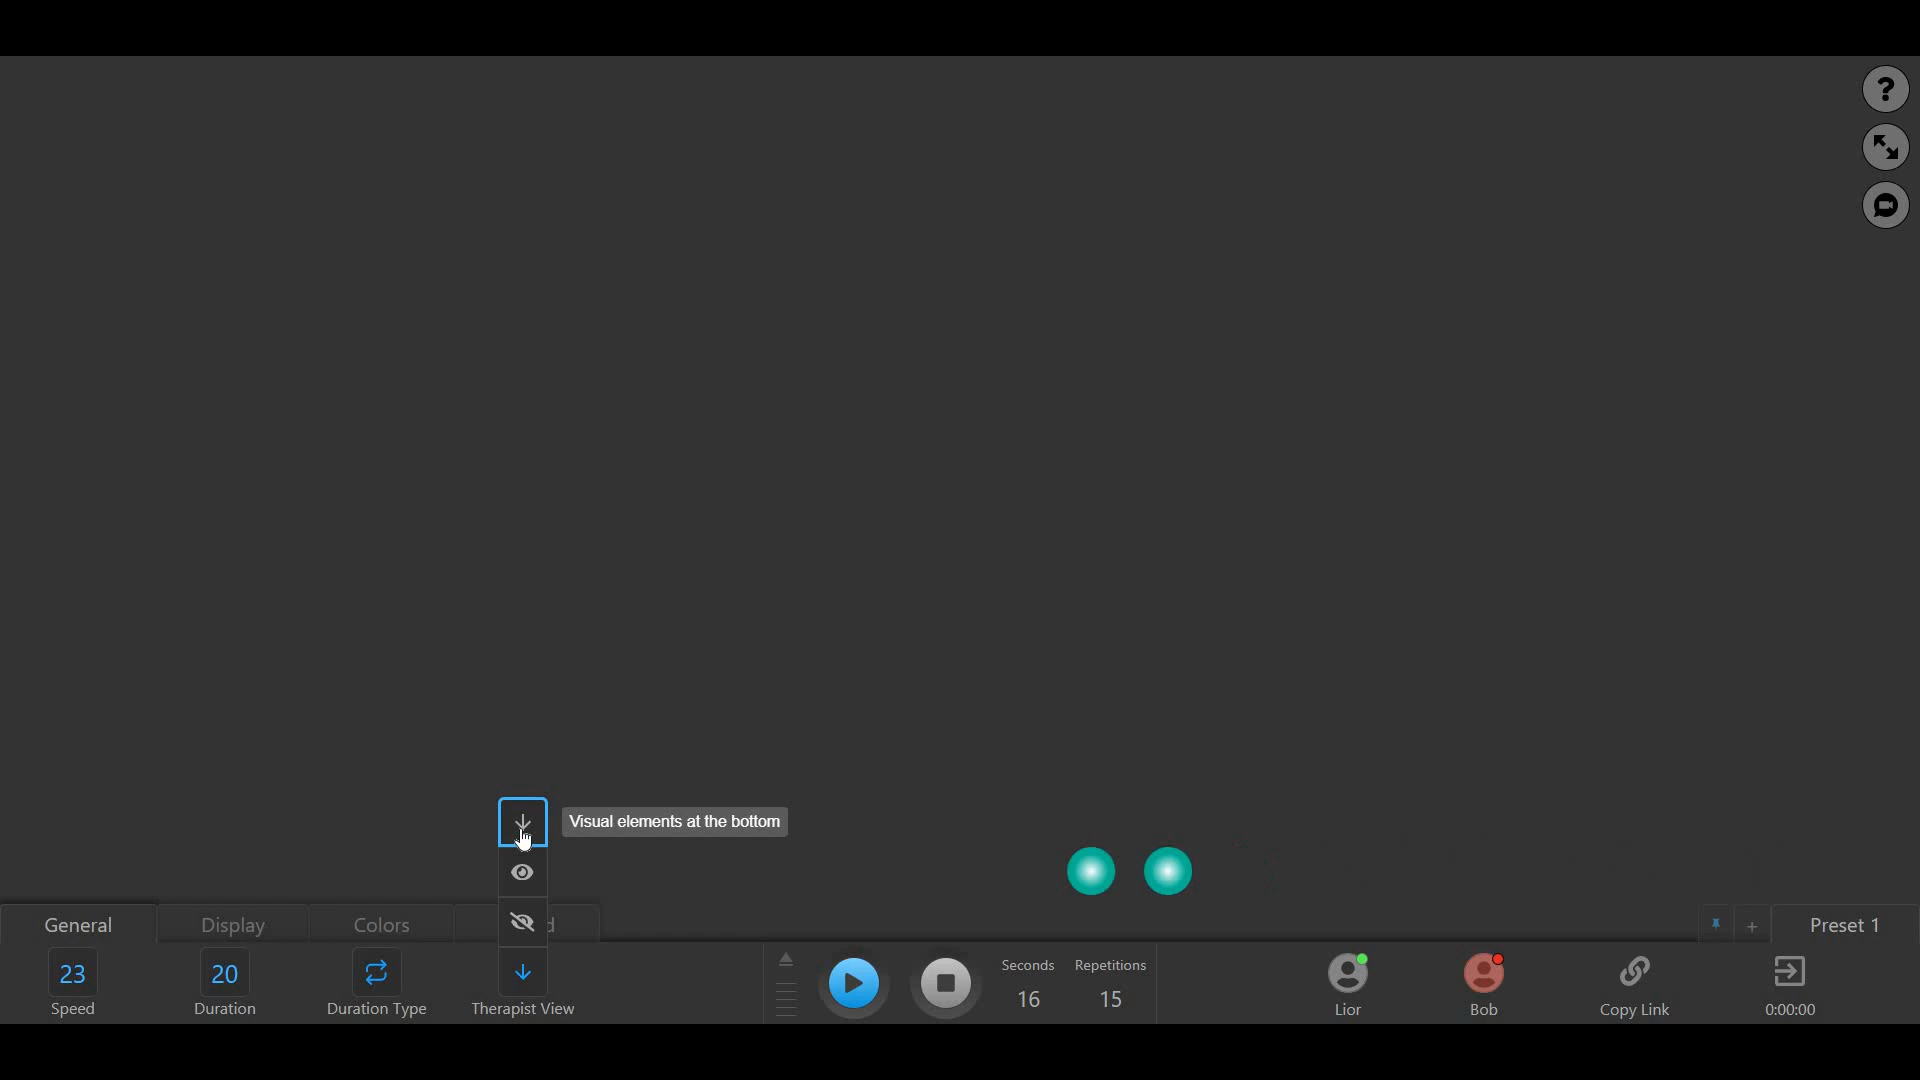 Visual elements at the bottom
General
Display
Colors
d
Preset 1
23
Speed
20
Duration
Duration Type
Therapist View
Seconds
16
Repetitions
15
Lior
Bob
Copy Link
0:00:00